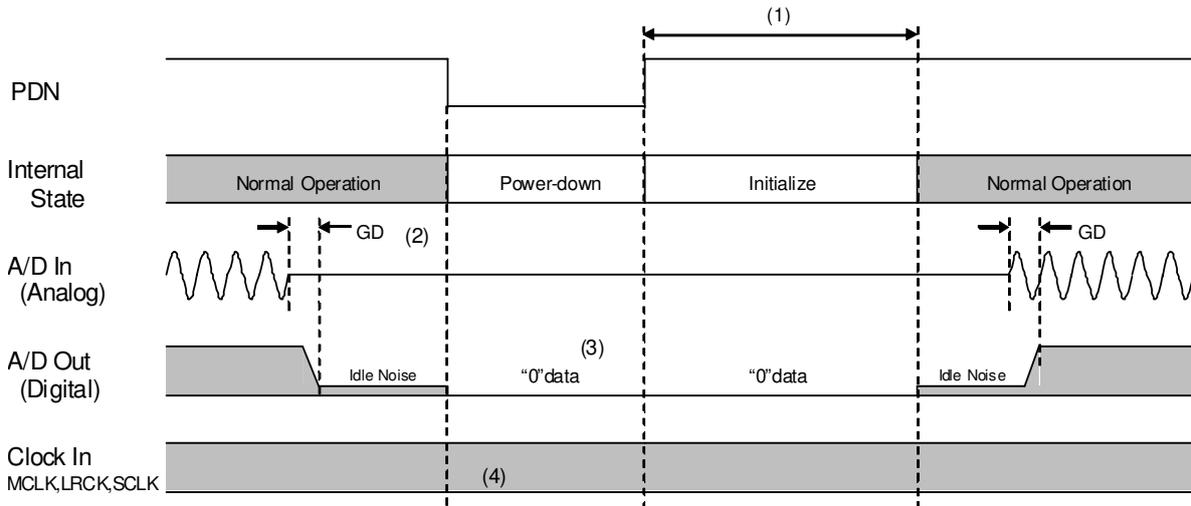 (1)
PDN
Internal
State
Normal Operation
Power-down
Initialize
Normal Operation
GD
(2)
GD
A/D In
(Analog)
A/D Out
(Digital)
Idle Noise
(3)
“0”data
“0”data
Idle Noise
Clock In
MCLK,LRCK,SCLK
(4)